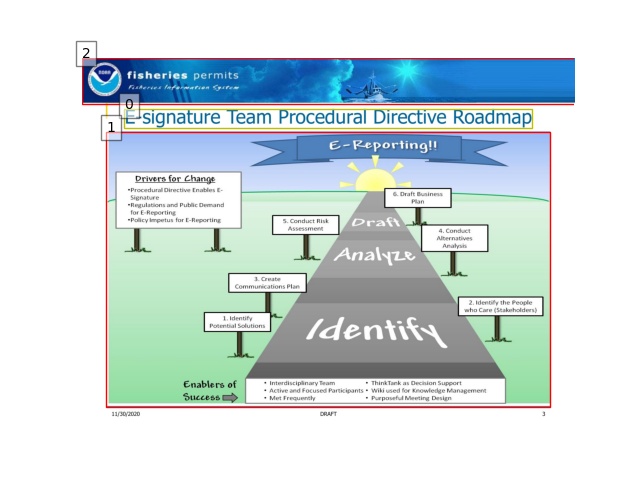 2
NOAA
fisheries permits
Fisheries Information System
0
1
E-signature Team Procedural Directive Roadmap
E-Reporting!!
Drivers for Change
•Procedural Directive Enables E-
Signature
•Regulations and Public Demand
for E-Reporting
•Policy Impetus for E-Reporting
6. Draft Business
Plan
5. Conduct Risk
Assessment
Draft
4. Conduct
Alternatives
Analysis
Analyze
3. Create
Communications Plan
2. Identify the People
who Care (Stakeholders)
1. Identify
Potential Solutions
Identify
Enablers of
Success
• Interdisciplinary Team
• Active and Focused Participants
• Met Frequently
• ThinkTank as Decision Support
• Wiki used for Knowledge Management
• Purposeful Meeting Design
11/30/2020
DRAFT
3